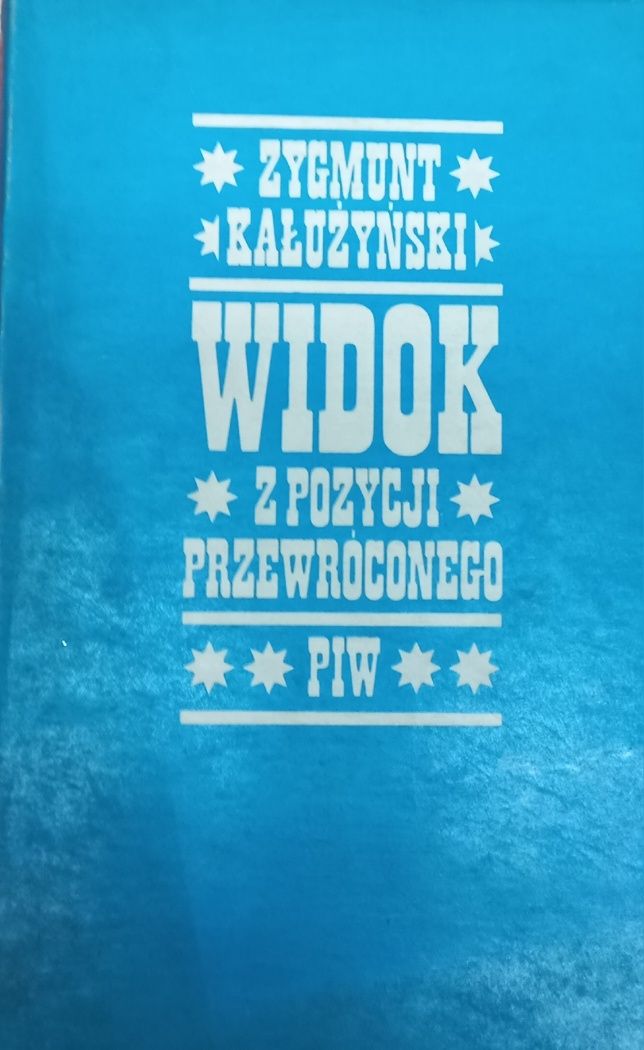 ZYGMUNT
KAŁUŻYŃSKI
WIDOK
Z POZYCJI
PRZEWRÓCONEGO
PIW